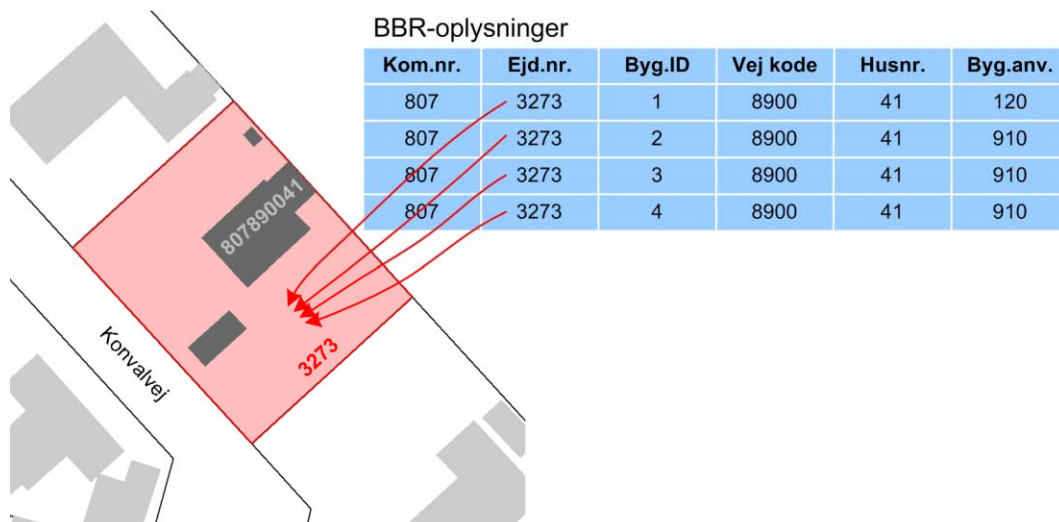 BBR-oplysninger
Kom.nr. Ejd.nr. Byg.ID Vej kode Husnr. Byg.anv.
807 3273 1 8900 41 120
807 3273 2 8900 41 910
807 3273 3 8900 41 910
807 3273 4 8900 41 910
807890041
3273
Konvalvej